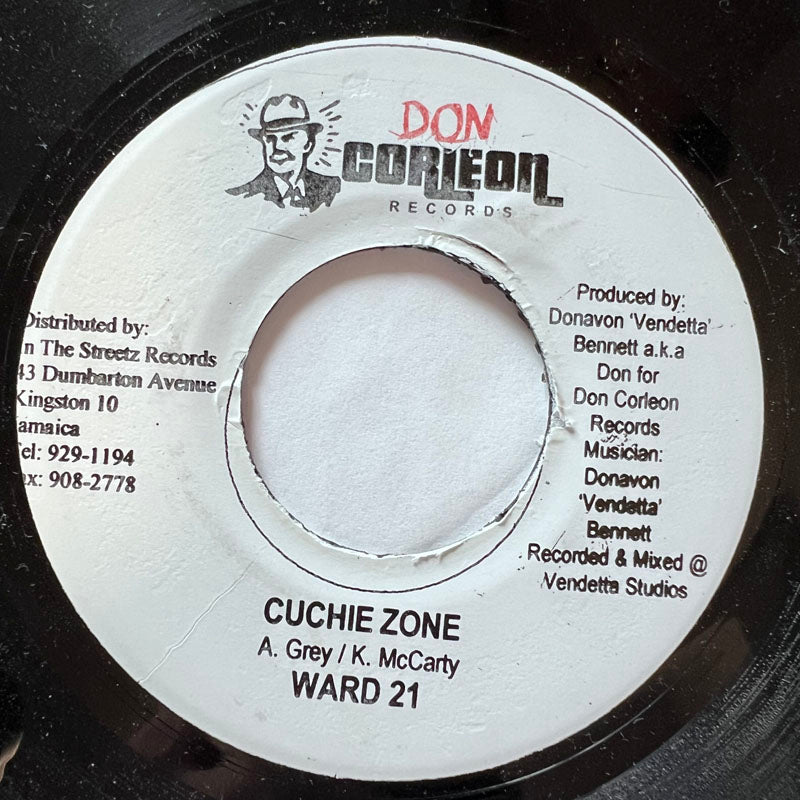 DON
CORLEON
RECORDS
Distributed by:
n The Streetz Records
43 Dumbarton Avenue
Kingston 10
amaica
el: 929-1194
x: 908-2778
Produced by:
Donavon 'Vendetta'
Bennett a.k.a
Don for
Don Corleon
Records
Musician:
Donavon
'Vendetta'
Bennett
Recorded & Mixed @
Vendetta Studios
CUCHIE ZONE
A. Grey / K. McCarty
WARD 21